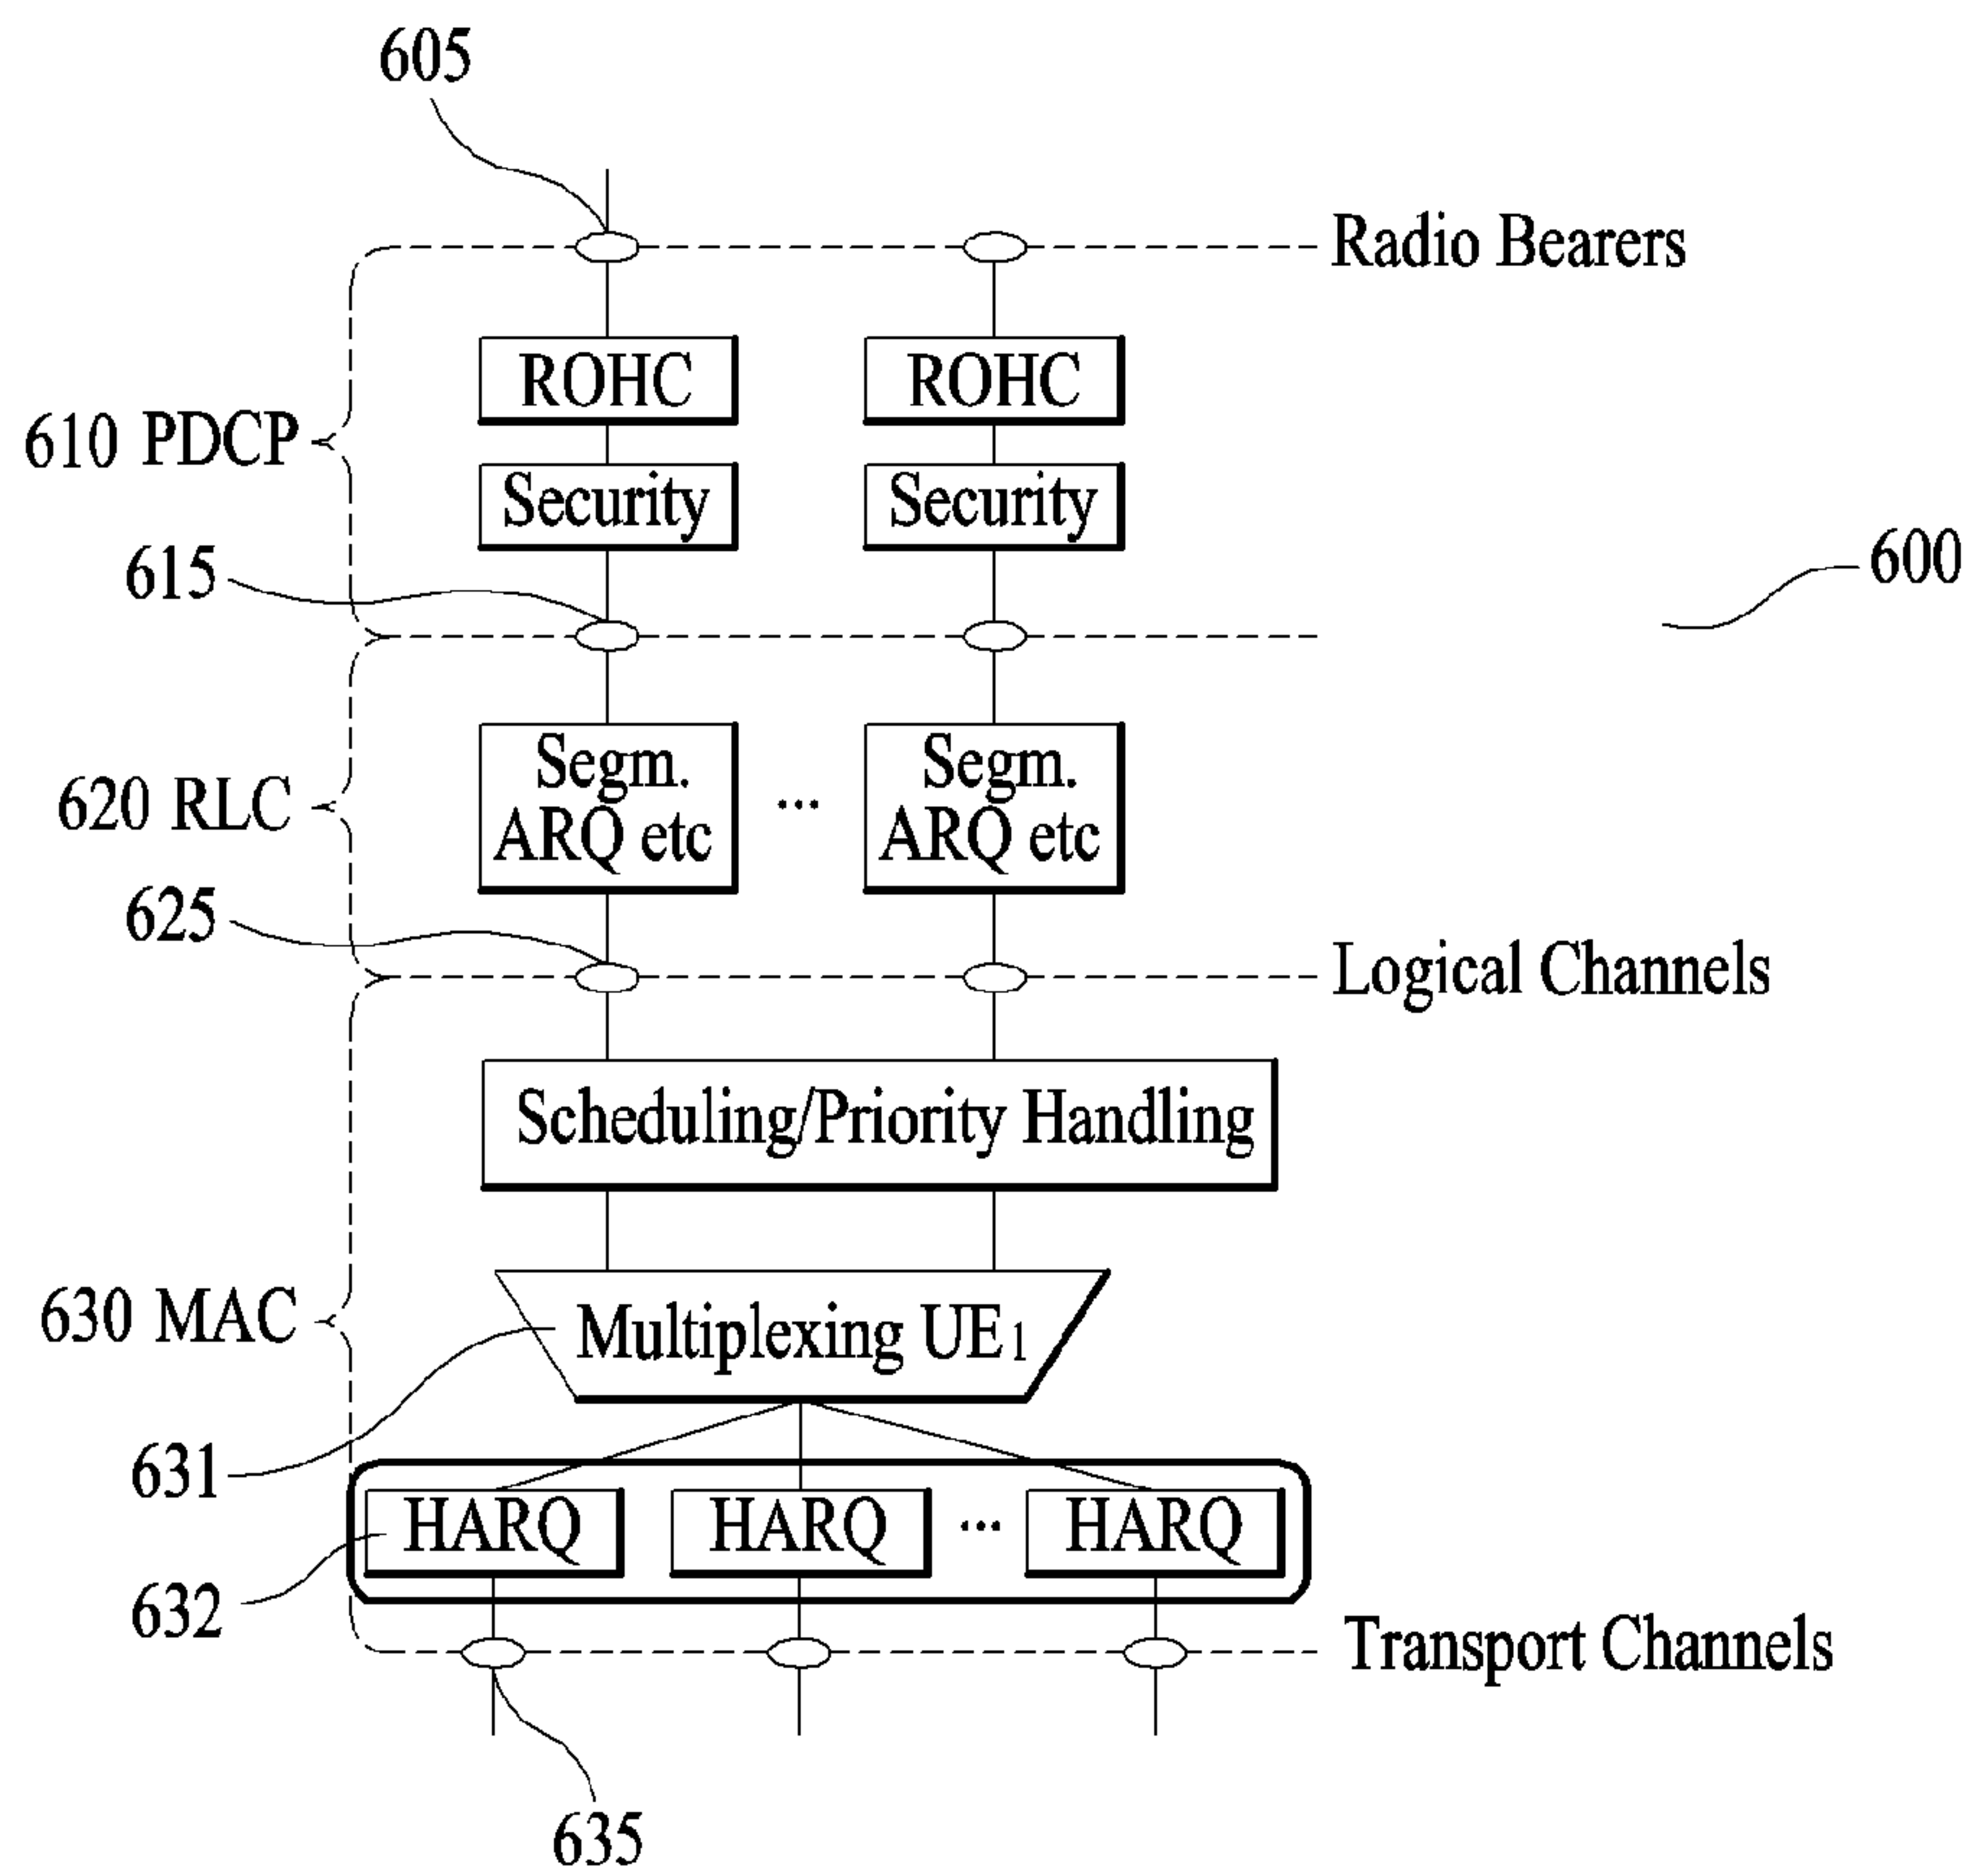 605
Radio Bearers
ROHC ROHC
610 PDCP
Security Security
615
600
Segm. Segm.
620 RLC
...
ARQ etc ARQ etc
625
Logical Channels
Scheduling/Priority Handling
630 MAC
Multiplexing UE1
631
HARQ HARQ ... HARQ
632
Transport Channels
635